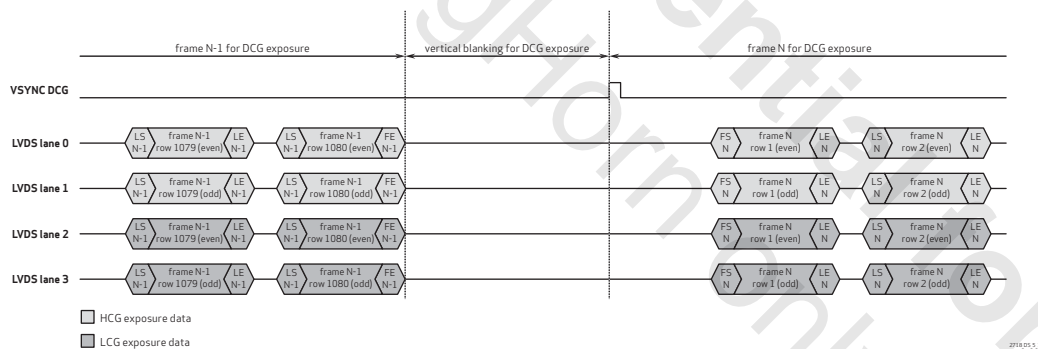 frame N-1 for DCG exposure
vertical blanking for DCG exposure
frame N for DCG exposure
VSYNC DCG
LVDS lane 0
LS N-1
frame N-1 row 1079 (even)
LE N-1
LS N-1
frame N-1 row 1080 (even)
FE N-1
FS N
frame N row 1 (even)
LE N
LS N
frame N row 2 (even)
LE N
LVDS lane 1
LS N-1
frame N-1 row 1079 (odd)
LE N-1
LS N-1
frame N-1 row 1080 (odd)
FE N-1
FS N
frame N row 1 (odd)
LE N
LS N
frame N row 2 (odd)
LE N
LVDS lane 2
LS N-1
frame N-1 row 1079 (even)
LE N-1
LS N-1
frame N-1 row 1080 (even)
FE N-1
FS N
frame N row 1 (even)
LE N
LS N
frame N row 2 (even)
LE N
LVDS lane 3
LS N-1
frame N-1 row 1079 (odd)
LE N-1
LS N-1
frame N-1 row 1080 (odd)
FE N-1
FS N
frame N row 1 (odd)
LE N
LS N
frame N row 2 (odd)
LE N
HCG exposure data
LCG exposure data